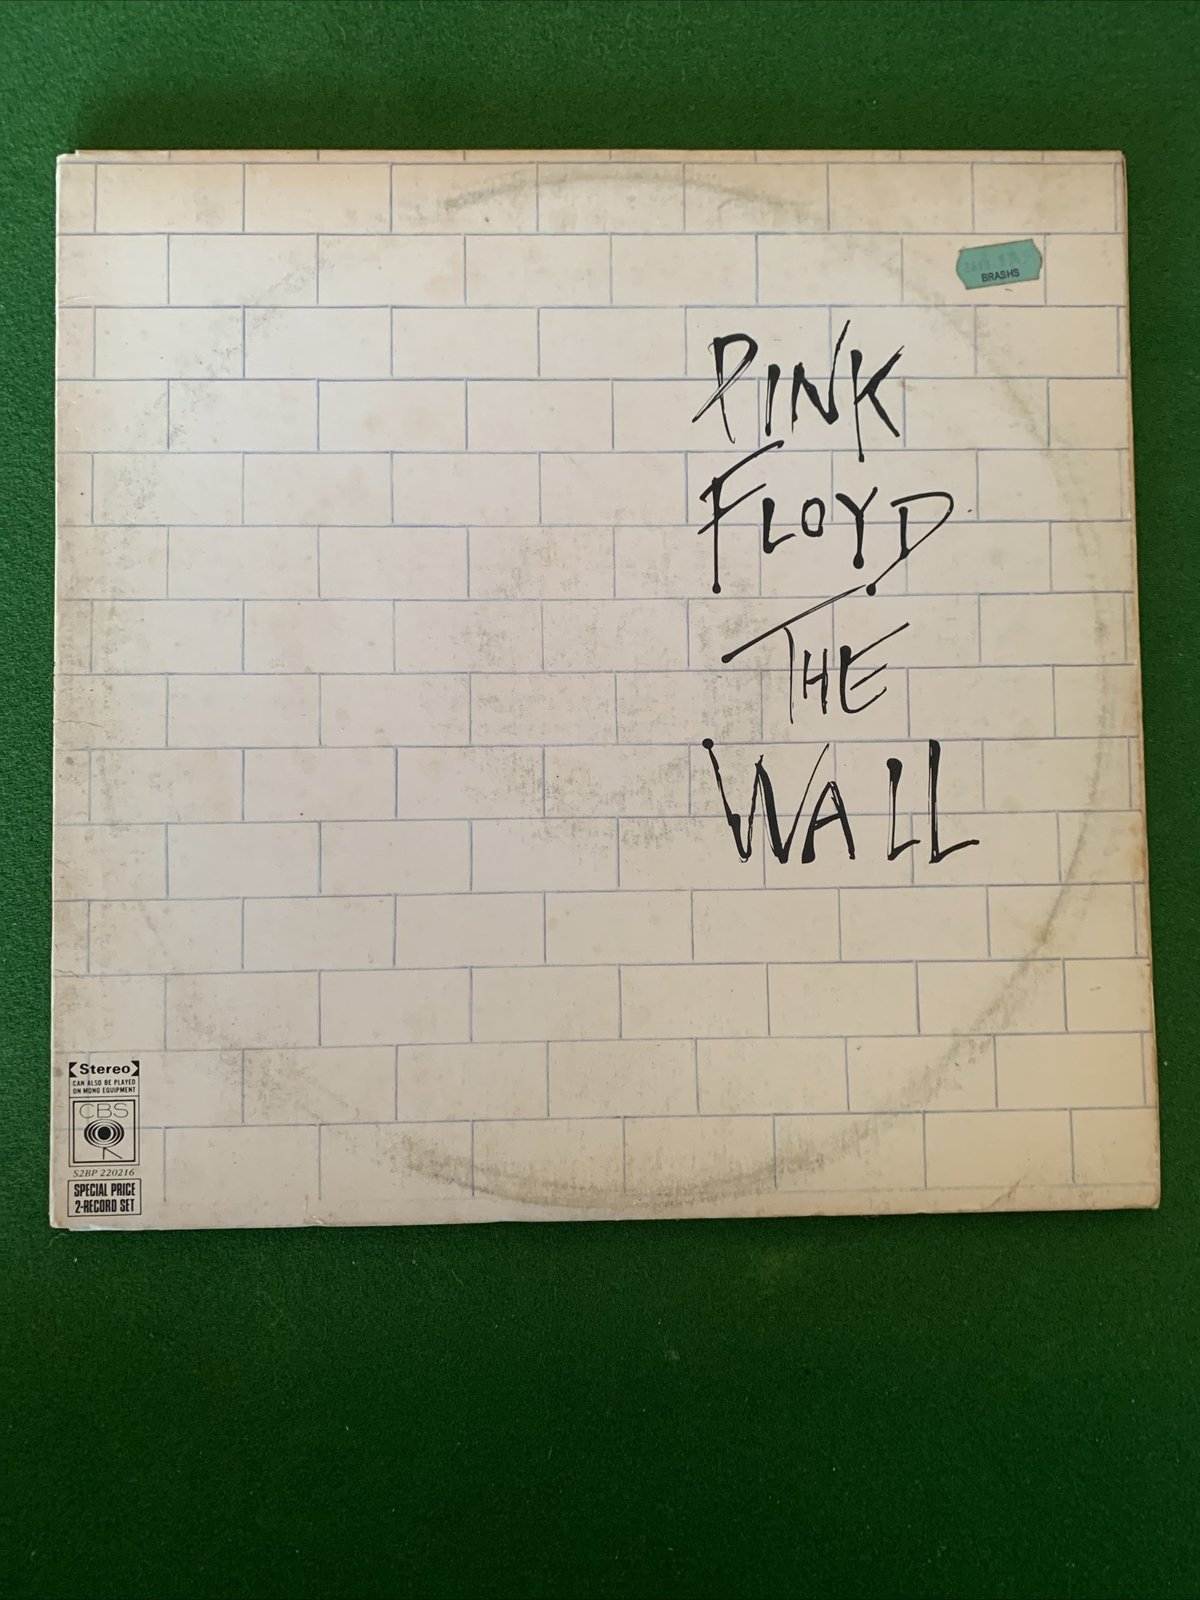 BRASHS
PINK
FLOYD
THE
WALL
Stereo
CAN ALSO BE PLAYED
ON MONO EQUIPMENT
CBS
S2BP 220216
SPECIAL PRICE
2-RECORD SET